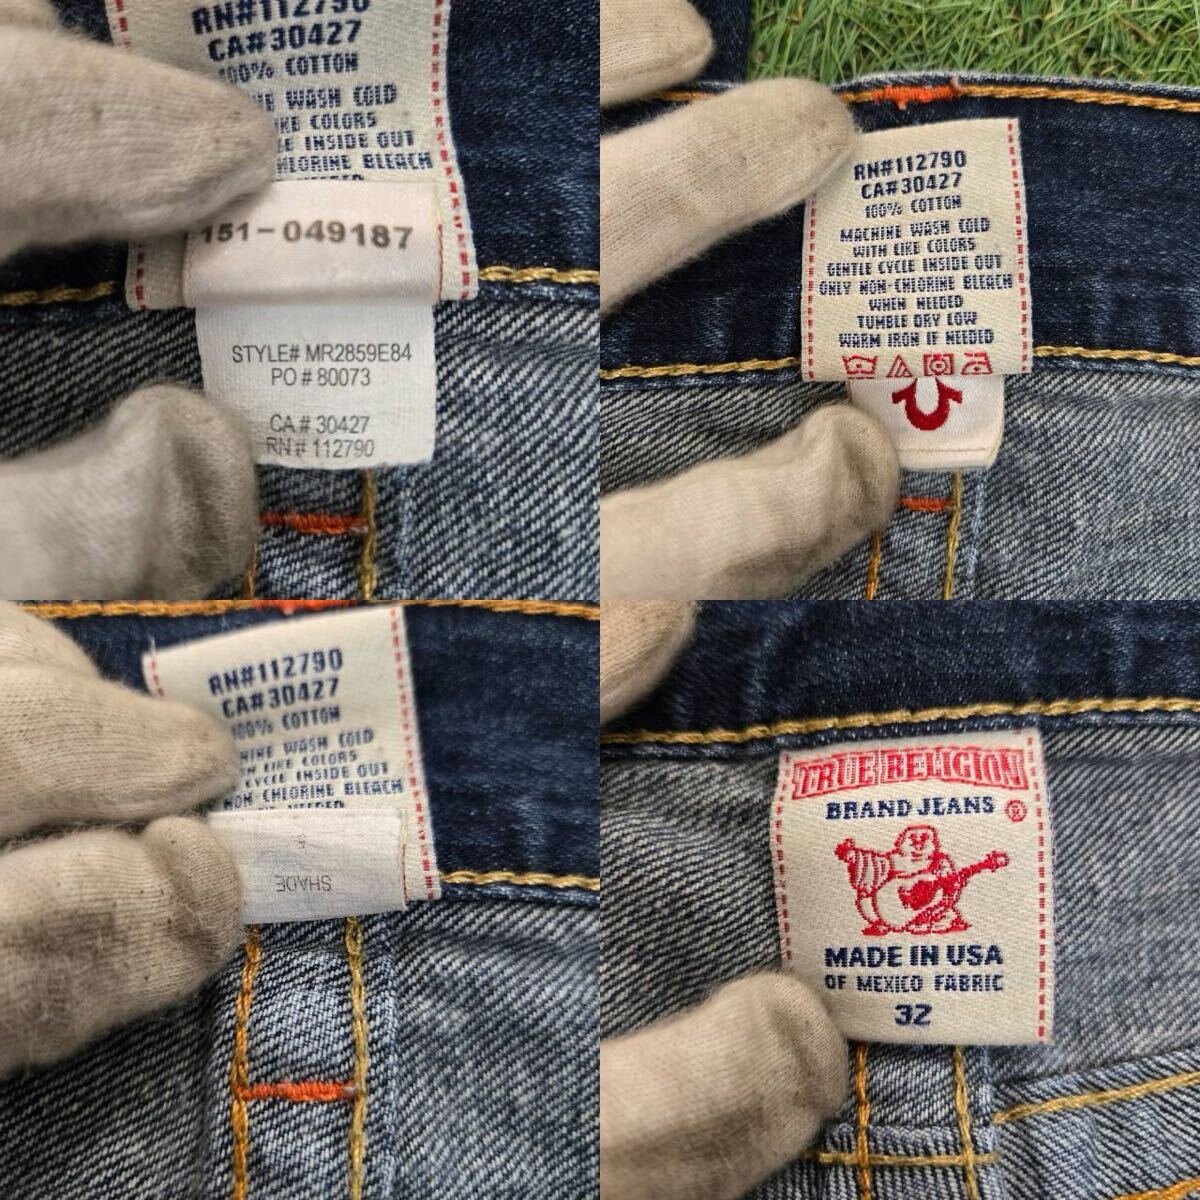 RN#112790
CA#30427
100% COTTON
WASH COLD
COLORS
INSIDE OUT
CHLORINE BLEACH
151-049187
STYLE# MR2859E84
PO # 80073
CA # 30427
RN # 112790
RN#112790
CA#30427
100% COTTON
MACHINE WASH COLD
WITH LIKE COLORS
GENTLE CYCLE INSIDE OUT
ONLY NON-CHLORINE BLEACH
WHEN NEEDED
TUMBLE DRY LOW
WARM IRON IF NEEDED
RN#112790
CA#30427
100% COTTON
WASH COLD
LIKE COLORS
CYCLE INSIDE OUT
NON-CHLORINE BLEACH
NEEDED
SHADE
TRUE RELIGION
BRAND JEANS ®
MADE IN USA
OF MEXICO FABRIC
32